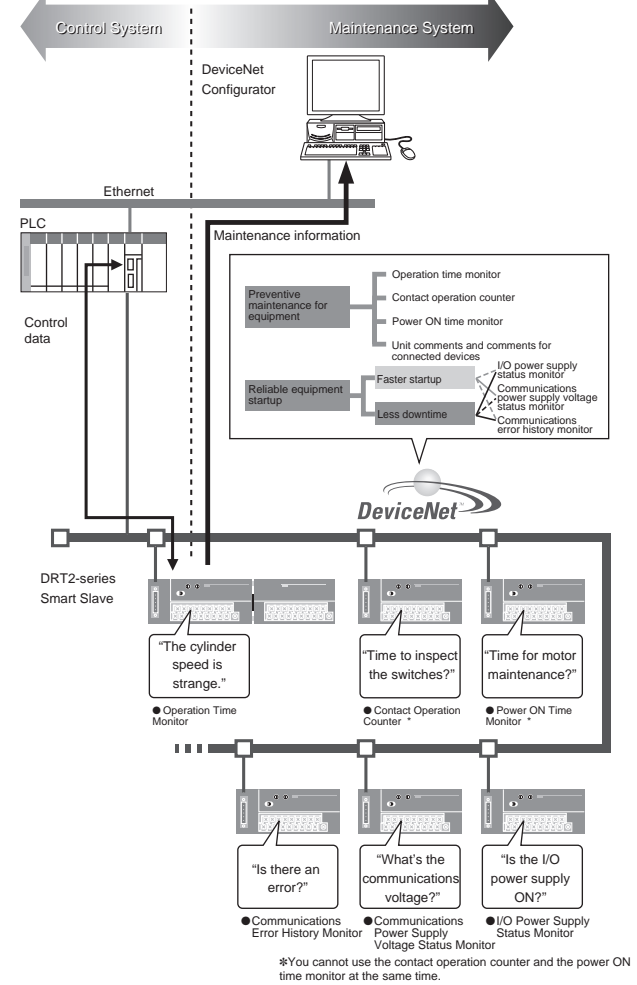 Control System
Maintenance System
DeviceNet
Configurator
Ethernet
PLC
Maintenance information
Control
data
Preventive
maintenance for
equipment
Operation time monitor
Contact operation counter
Power ON time monitor
Unit comments and comments for
connected devices
Reliable equipment
startup
Faster startup
Less downtime
I/O power supply
status monitor
Communications
power supply voltage
status monitor
Communications
error history monitor
DeviceNet™
DRT2-series
Smart Slave
“The cylinder
speed is
strange.”
“Time to inspect
the switches?”
“Time for motor
maintenance?”
● Operation Time
Monitor
● Contact Operation
Counter *
● Power ON Time
Monitor *
“Is there an
error?”
“What's the
communications
voltage?”
“Is the I/O
power supply
ON?”
● Communications
Error History Monitor
● Communications
Power Supply
Voltage Status Monitor
● I/O Power Supply
Status Monitor
✽You cannot use the contact operation counter and the power ON
time monitor at the same time.